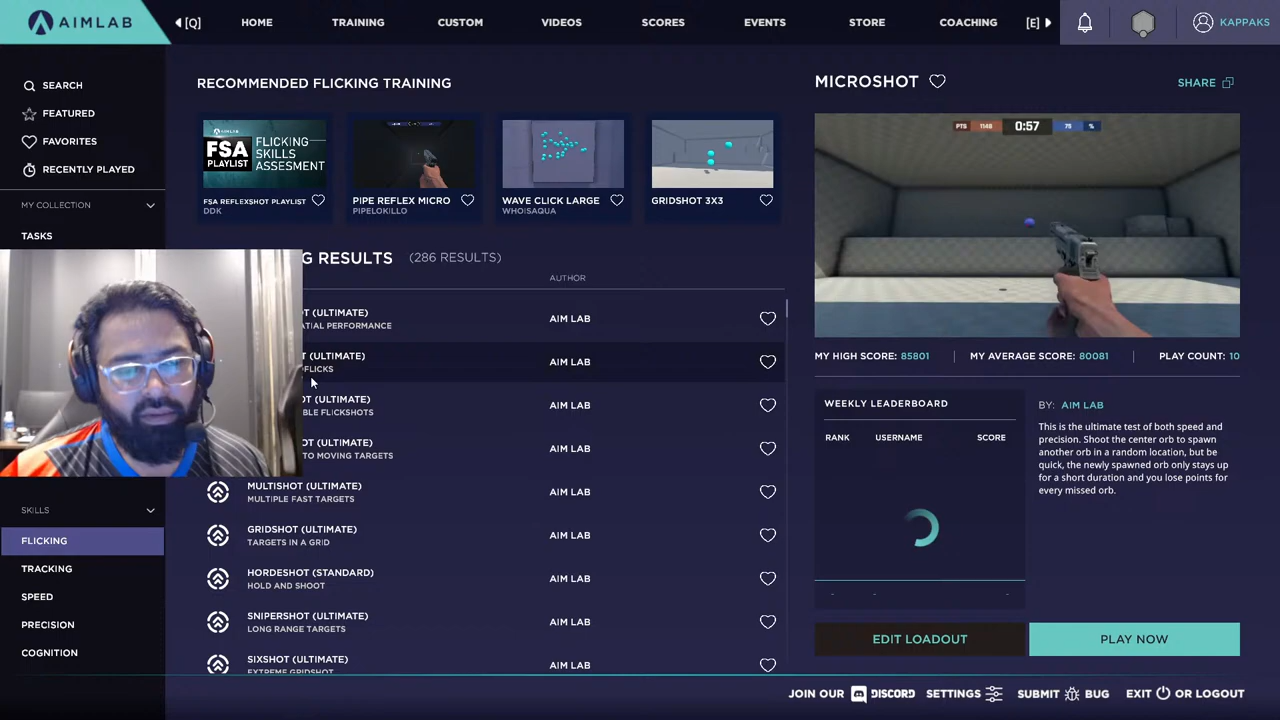 AIMLAB
[Q]
HOME
TRAINING
CUSTOM
VIDEOS
SCORES
EVENTS
STORE
COACHING
[E]
KAPPAKS
SEARCH
FEATURED
FAVORITES
RECENTLY PLAYED
MY COLLECTION
TASKS
SKILLS
FLICKING
TRACKING
SPEED
PRECISION
COGNITION
RECOMMENDED FLICKING TRAINING
AIMLAB
FSA
PLAYLIST
FLICKING
SKILLS
ASSESMENT
FSA REFLEXSHOT PLAYLIST
DDK
PIPE REFLEX MICRO
PIPELOKILLO
WAVE CLICK LARGE
WHOISAQUA
GRIDSHOT 3X3
G RESULTS (286 RESULTS)
AUTHOR
OT (ULTIMATE)
ATIAL PERFORMANCE
AIM LAB
T (ULTIMATE)
FLICKS
AIM LAB
OT (ULTIMATE)
BLE FLICKSHOTS
AIM LAB
OT (ULTIMATE)
TO MOVING TARGETS
AIM LAB
MULTISHOT (ULTIMATE)
MULTIPLE FAST TARGETS
AIM LAB
GRIDSHOT (ULTIMATE)
TARGETS IN A GRID
AIM LAB
HORDESHOT (STANDARD)
HOLD AND SHOOT
AIM LAB
SNIPERSHOT (ULTIMATE)
LONG RANGE TARGETS
AIM LAB
SIXSHOT (ULTIMATE)
EXTREME GRIDSHOT
AIM LAB
MICROSHOT
SHARE
PTS 1148 0:57 75 %
MY HIGH SCORE: 85801
MY AVERAGE SCORE: 80081
PLAY COUNT: 10
WEEKLY LEADERBOARD
RANK USERNAME SCORE
- - -
BY: AIM LAB
This is the ultimate test of both speed and
precision. Shoot the center orb to spawn
another orb in a random location, but be
quick, the newly spawned orb only stays up
for a short duration and you lose points for
every missed orb.
EDIT LOADOUT
PLAY NOW
JOIN OUR DISCORD
SETTINGS
SUBMIT BUG
EXIT OR LOGOUT